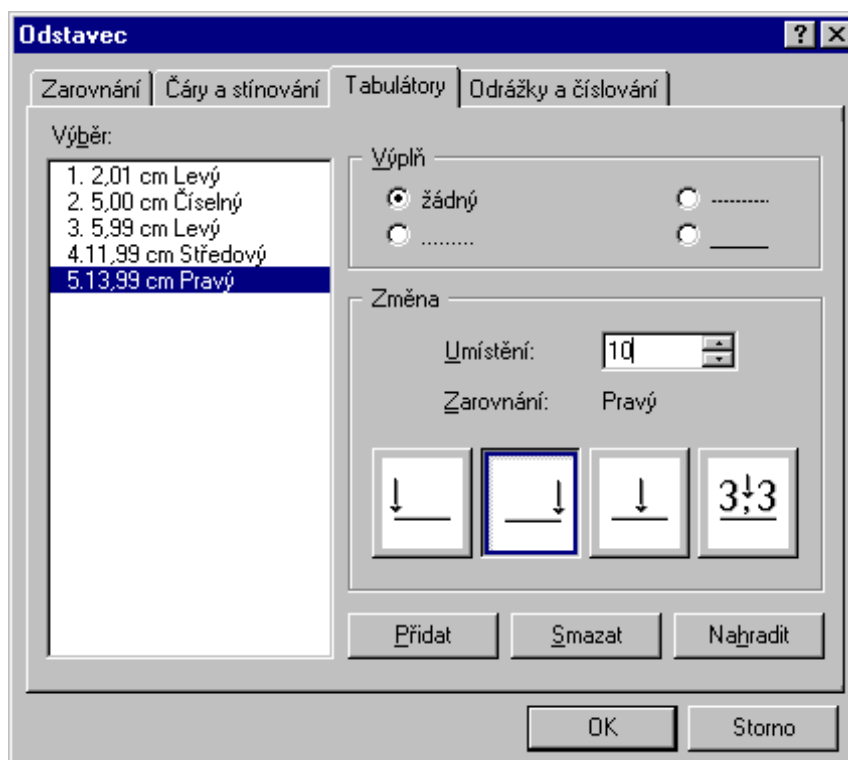 Odstavec
Zarovnání Čáry a stínování Tabulátory Odrážky a číslování
Výběr:
1. 2,01 cm Levý
2. 5,00 cm Číselný
3. 5,99 cm Levý
4.11,99 cm Středový
5.13,99 cm Pravý
Výplň
žádný ----------
......... _____
Změna
Umístění: 10
Zarovnání: Pravý
3,3
Přidat Smazat Nahradit
OK Storno